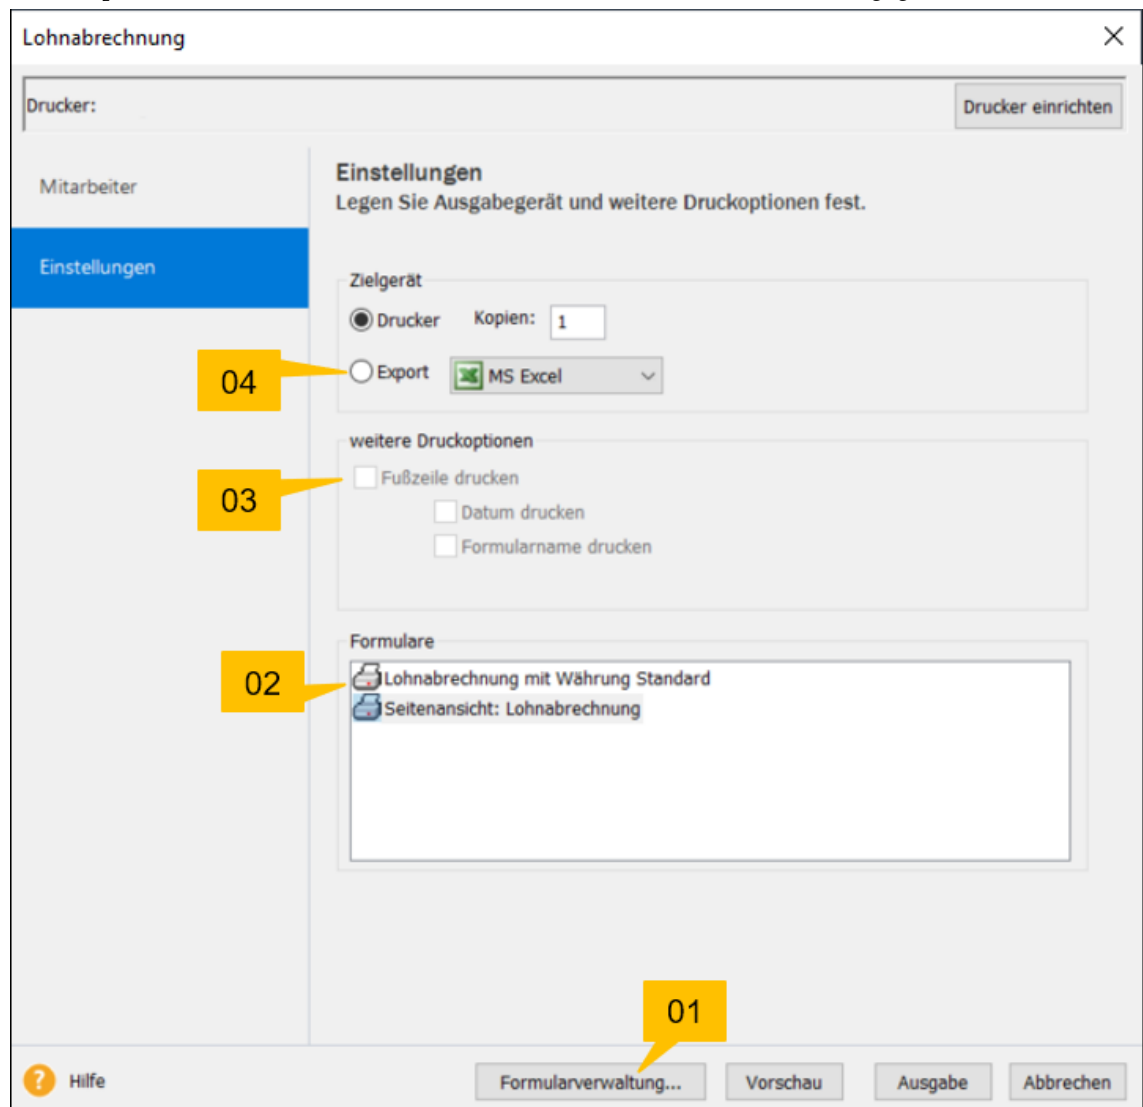 Lohnabrechnung
Drucker:
Drucker einrichten
Mitarbeiter
Einstellungen
Einstellungen
Legen Sie Ausgabegerät und weitere Druckoptionen fest.
Zielgerät
Drucker Kopien: 1
04
Export MS Excel
weitere Druckoptionen
03
Fußzeile drucken
Datum drucken
Formularname drucken
Formulare
02
Lohnabrechnung mit Währung Standard
Seitenansicht: Lohnabrechnung
01
? Hilfe
Formularverwaltung... Vorschau Ausgabe Abbrechen